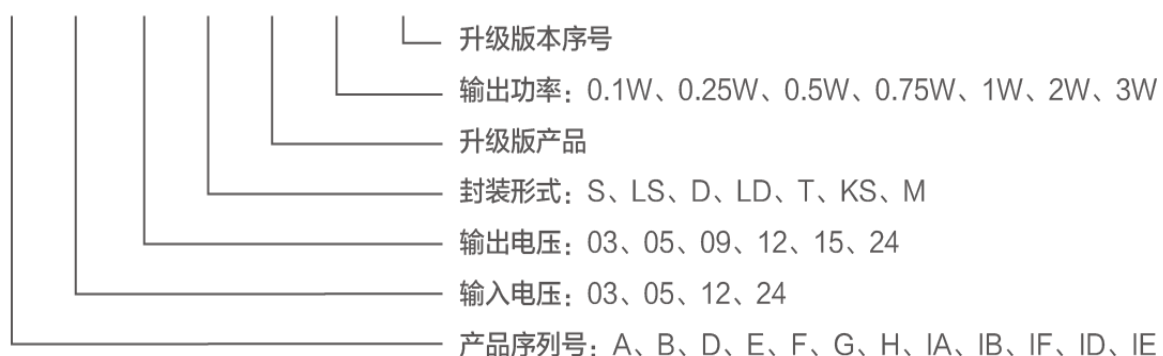 升级版本序号
输出功率：0.1W、0.25W、0.5W、0.75W、1W、2W、3W
升级版产品
封装形式：S、LS、D、LD、T、KS、M
输出电压：03、05、09、12、15、24
输入电压：03、05、12、24
产品序列号：A、B、D、E、F、G、H、IA、IB、IF、ID、IE